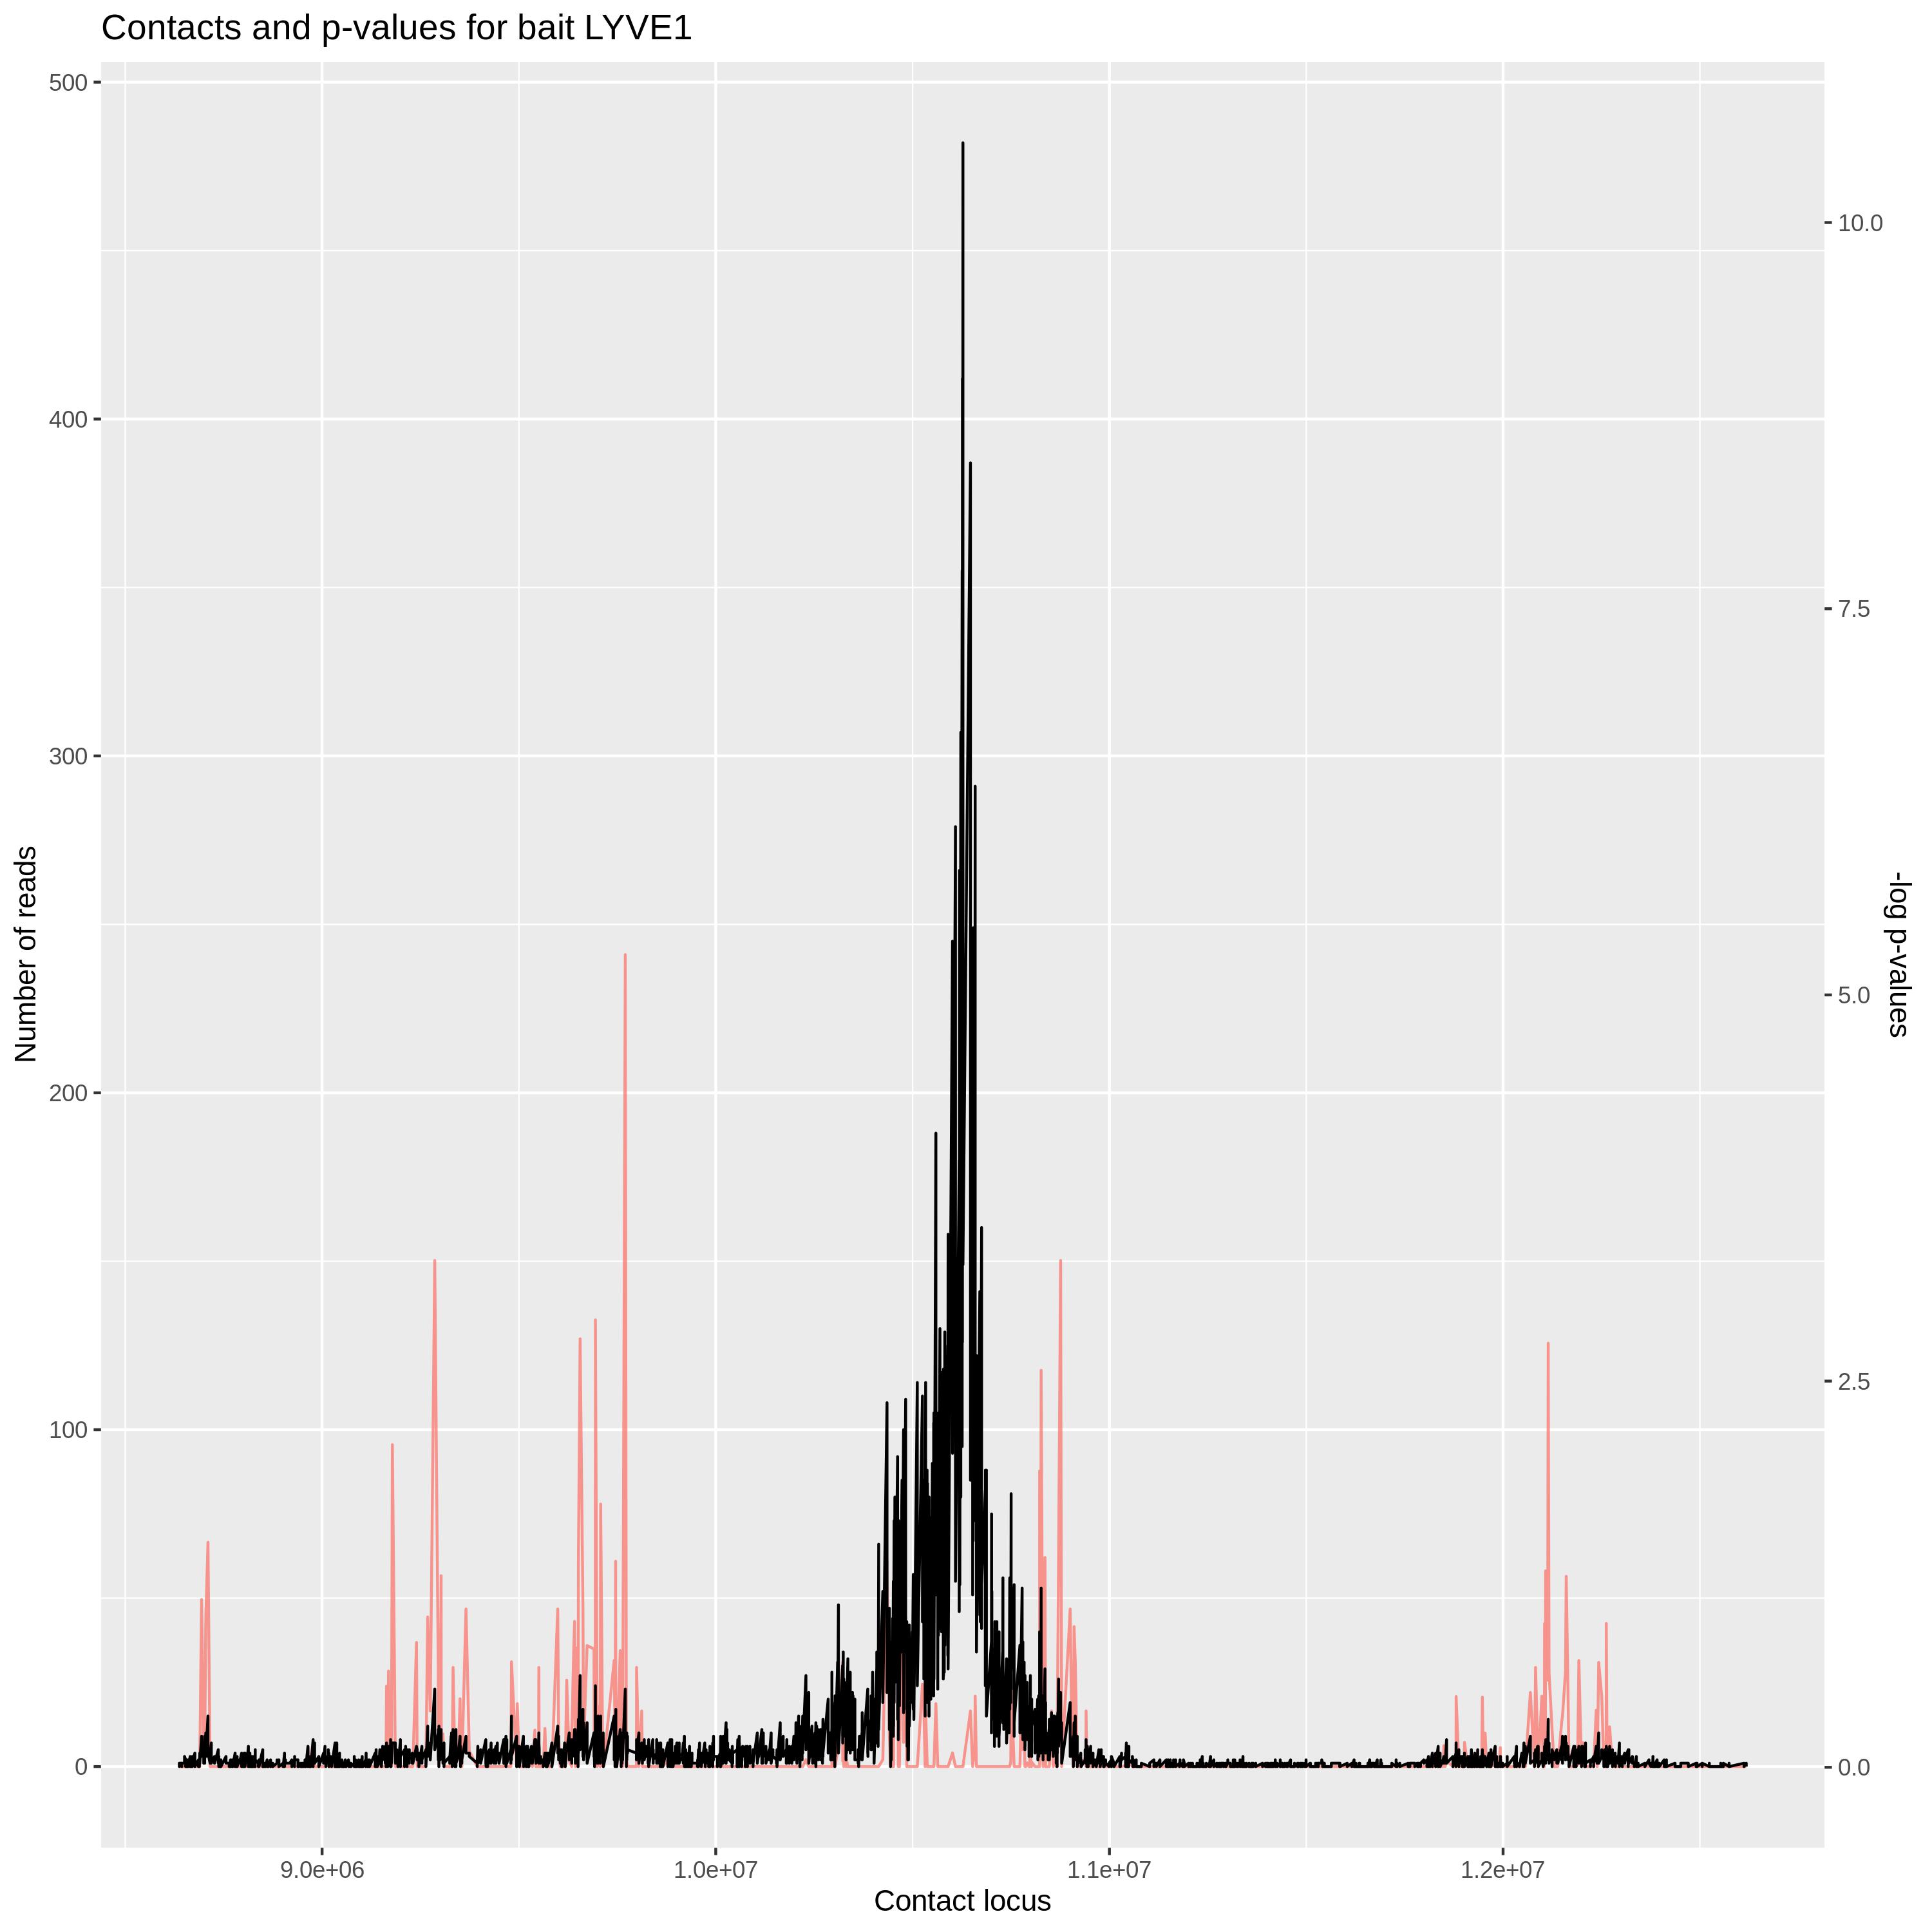 Contacts and p-values for bait LYVE1
500
400
300
200
100
0
Number of reads
10.0
7.5
5.0
2.5
0.0
-log p-values
9.0e+06
1.0e+07
1.1e+07
1.2e+07
Contact locus